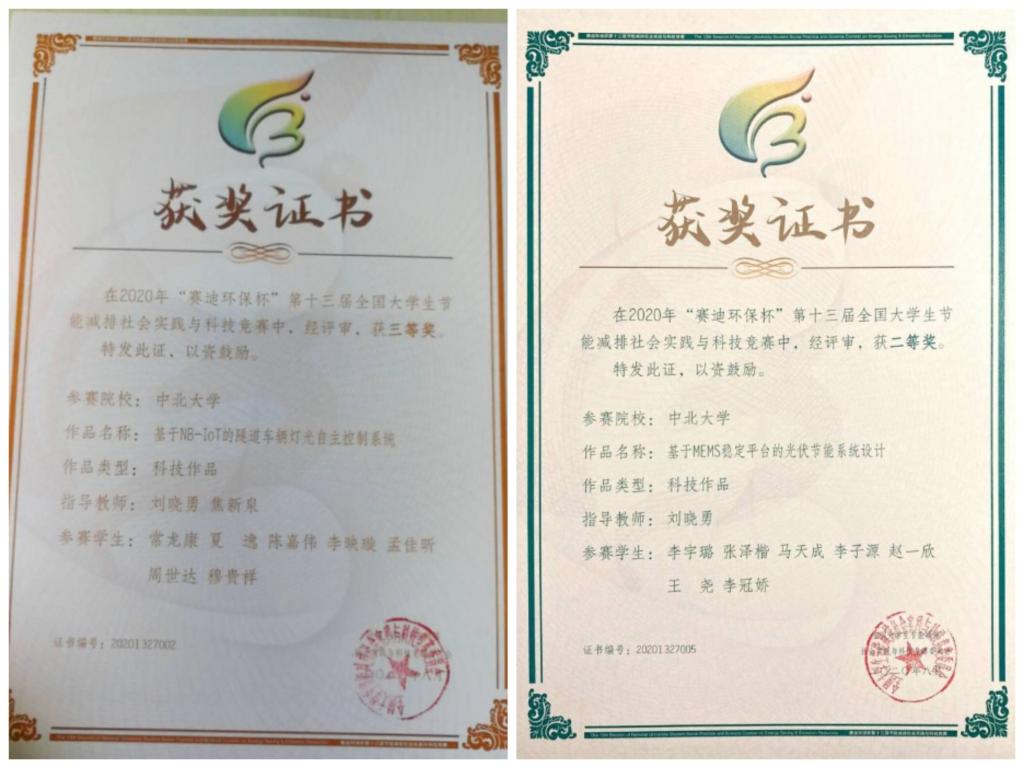 获奖证书
在2020年“赛迪环保杯”第十三届全国大学生节
能减排社会实践与科技竞赛中，经评审，获三等奖。
特发此证，以资鼓励。
参赛院校：中北大学
作品名称：基于NB-IoT的隧道车辆灯光自主控制系统
作品类型：科技作品
指导教师：刘晓勇 焦新泉
参赛学生：常龙康 夏 逸 陈嘉伟 李映璇 孟佳昕
周世达 穆贵祥
证书编号：20201327002
获奖证书
在2020年“赛迪环保杯”第十三届全国大学生节
能减排社会实践与科技竞赛中，经评审，获二等奖。
特发此证，以资鼓励。
参赛院校：中北大学
作品名称：基于MEMS稳定平台的光伏节能系统设计
作品类型：科技作品
指导教师：刘晓勇
参赛学生：李宇璐 张泽楷 马天成 李子源 赵一欣
王 尧 李冠娇
证书编号：20201327005